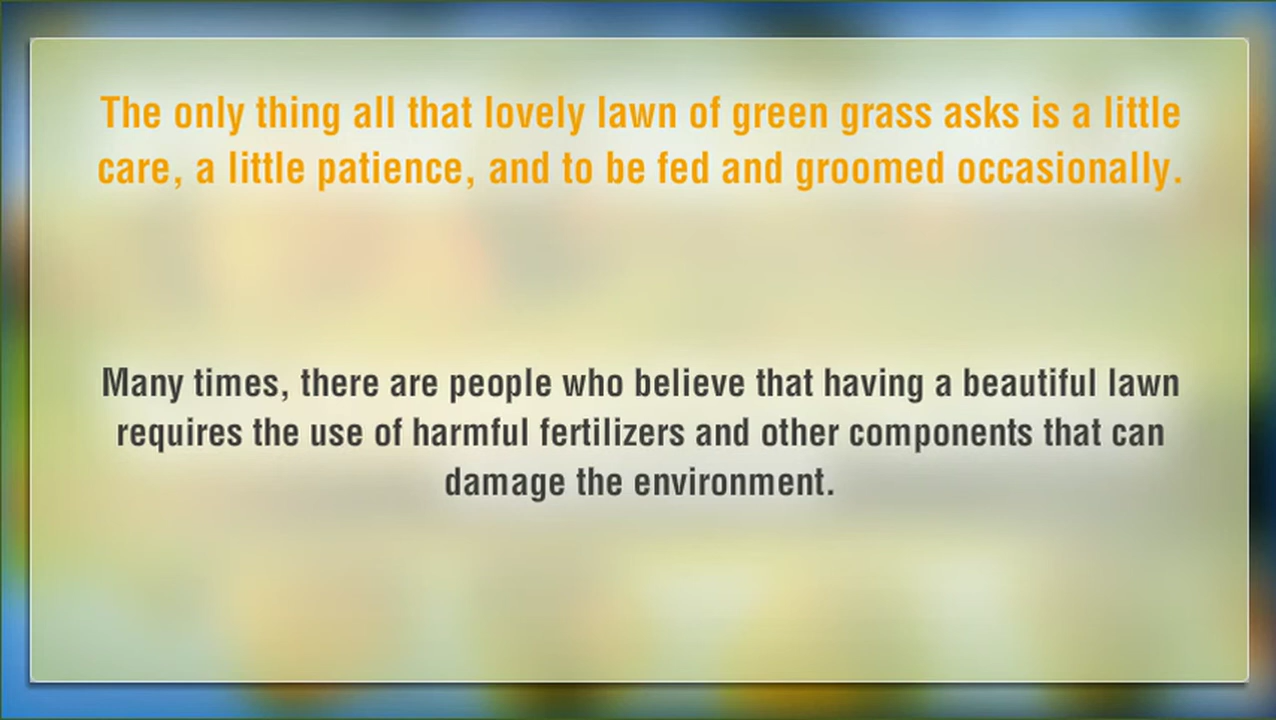 The only thing all that lovely lawn of green grass asks is a little
care, a little patience, and to be fed and groomed occasionally.
Many times, there are people who believe that having a beautiful lawn
requires the use of harmful fertilizers and other components that can
damage the environment.